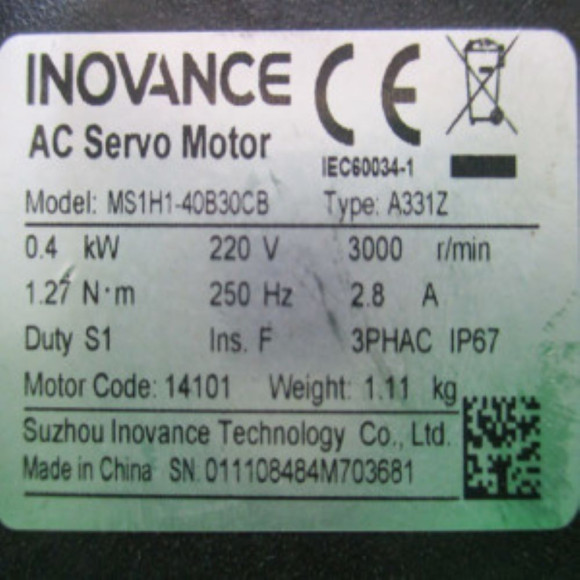 INOVANCE
AC Servo Motor
CE
IEC60034-1
Model: MS1H1-40B30CB Type: A331Z
0.4 kW 220 V 3000 r/min
1.27 N·m 250 Hz 2.8 A
Duty S1 Ins. F 3PHAC IP67
Motor Code: 14101 Weight: 1.11 kg
Suzhou Inovance Technology Co., Ltd.
Made in China SN: 011108484M703681